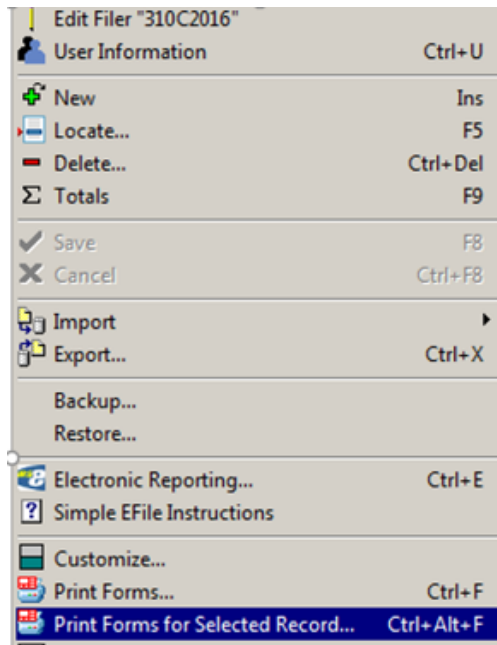 Edit Filer "310C2016"
User Information Ctrl+U
New Ins
Locate... F5
Delete... Ctrl+Del
Σ Totals F9
Save F8
Cancel Ctrl+F8
Import
Export... Ctrl+X
Backup...
Restore...
Electronic Reporting... Ctrl+E
? Simple EFile Instructions
Customize...
Print Forms... Ctrl+F
Print Forms for Selected Record... Ctrl+Alt+F